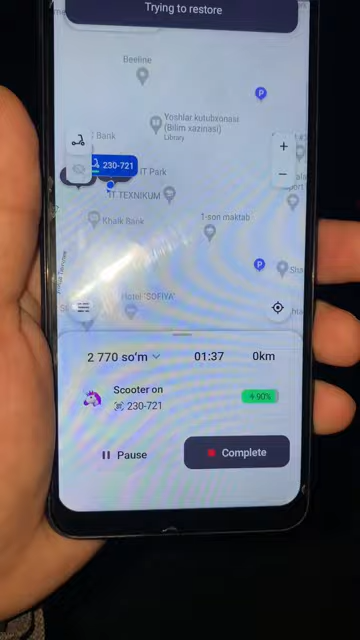 Trying to restore
Beeline
Yoshlar kutubxonasi
(Bilim xazinasi)
Library
Bank
230-721
IT Park
IT TEXNIKUM
Khalk Bank
1-son maktab
Hotel "SOFIYA"
+
−
2 770 so'm
01:37
0km
Scooter on
230-721
90%
Pause
Complete